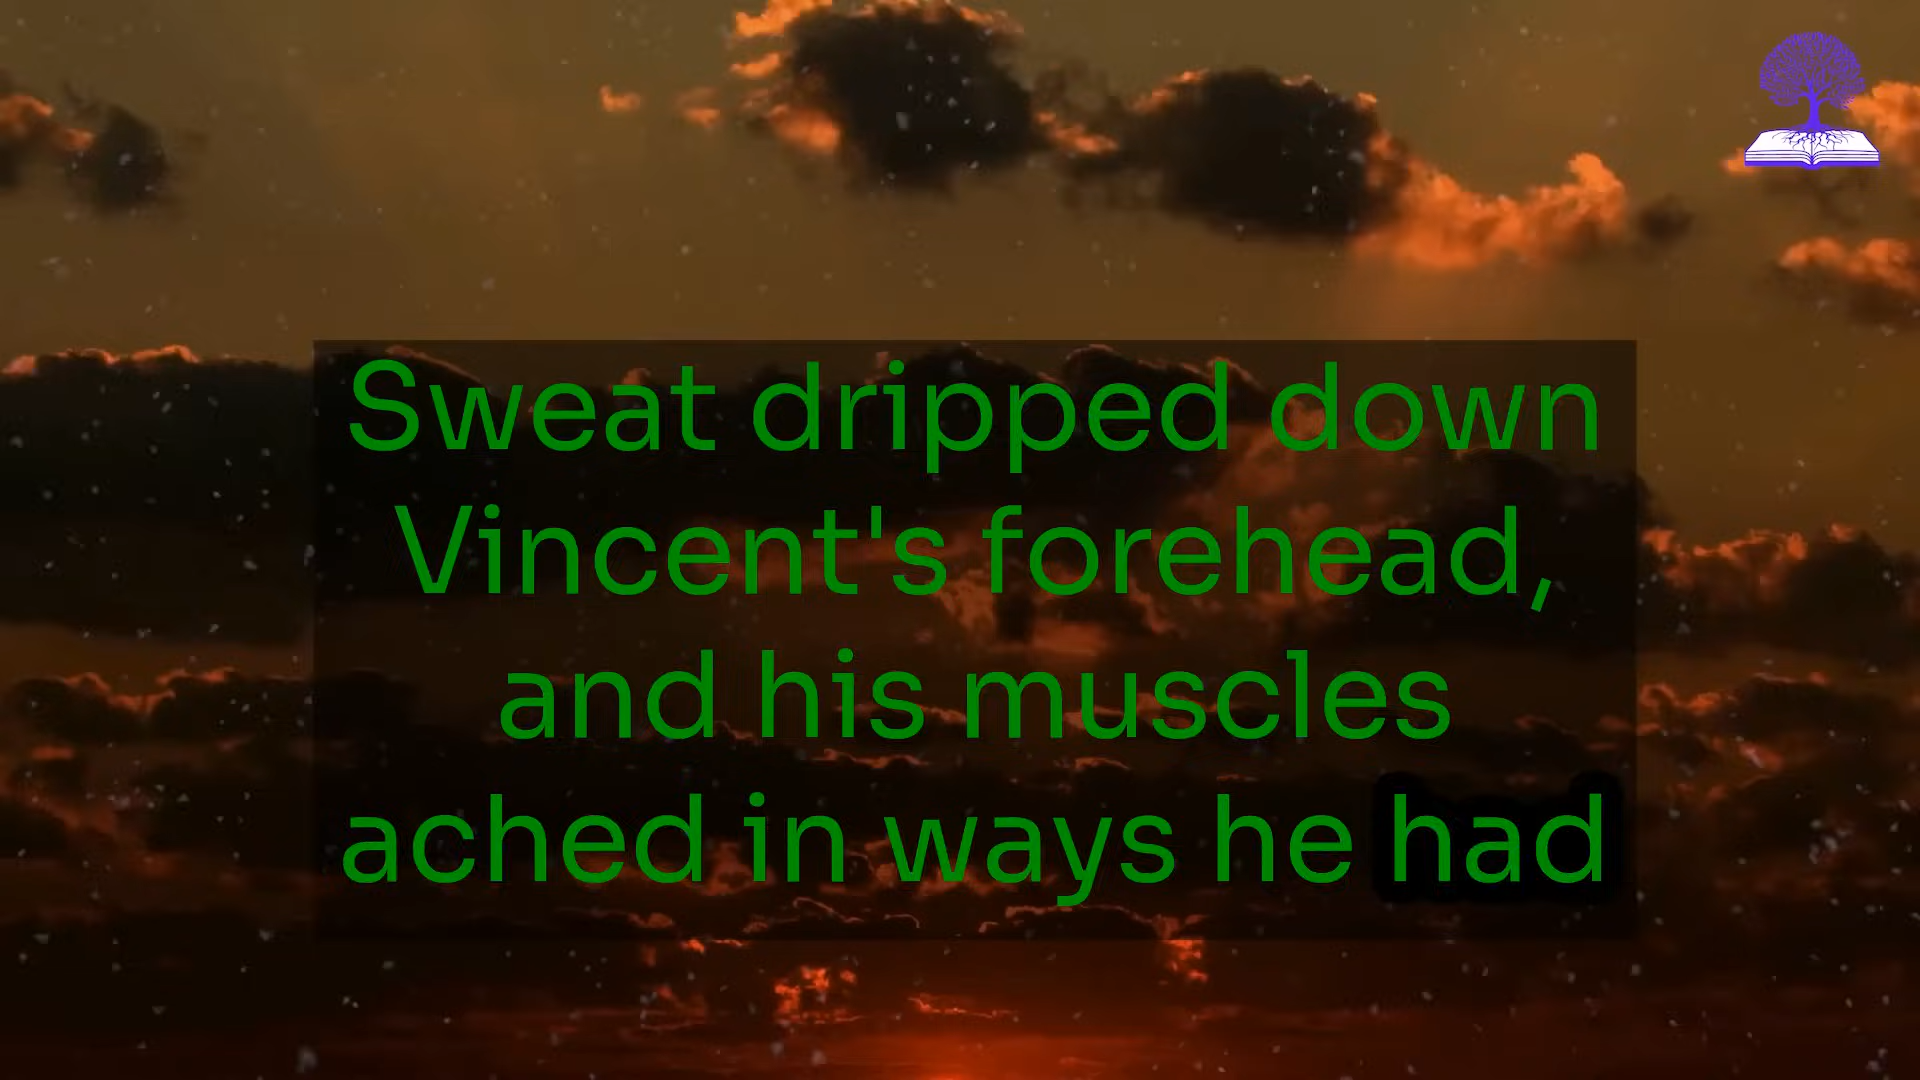 Sweat dripped down
Vincent's forehead,
and his muscles
ached in ways he had